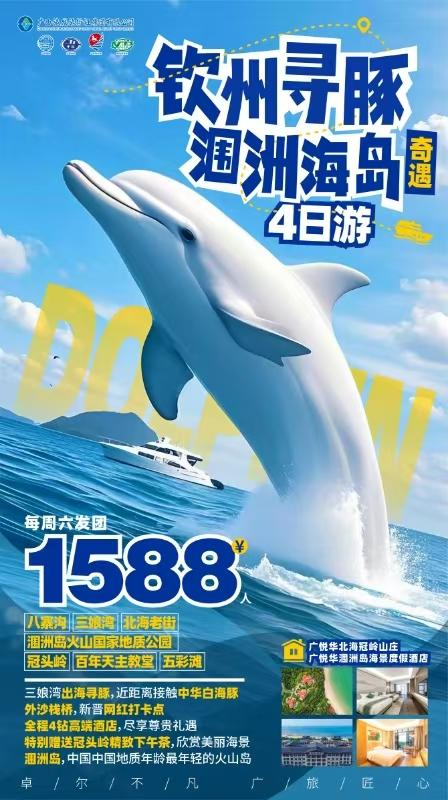 钦州寻豚
涠洲海岛
奇遇
4日游
DOLPHIN
每周六发团
1588
¥
人
八寨沟 三娘湾 北海老街
涠洲岛火山国家地质公园
冠头岭 百年天主教堂 五彩滩
广悦华北海冠岭山庄
广悦华涠洲岛海景度假酒店
三娘湾出海寻豚,近距离接触中华白海豚
外沙栈桥,新晋网红打卡点
全程4钻高端酒店,尽享尊贵礼遇
特别赠送冠头岭精致下午茶,欣赏美丽海景
涠洲岛,中国中国地质年龄最年轻的火山岛
卓 / 尔 / 不 / 凡 / 广 / 旅 / 匠 / 心